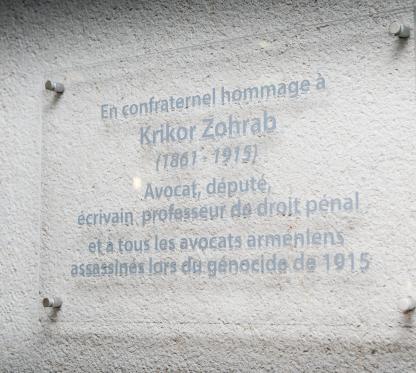 En confraternel hommage à
Krikor Zohrab
(1861 - 1915)
Avocat, député,
écrivain professeur de droit pénal
et à tous les avocats arméniens
assassinés lors du génocide de 1915